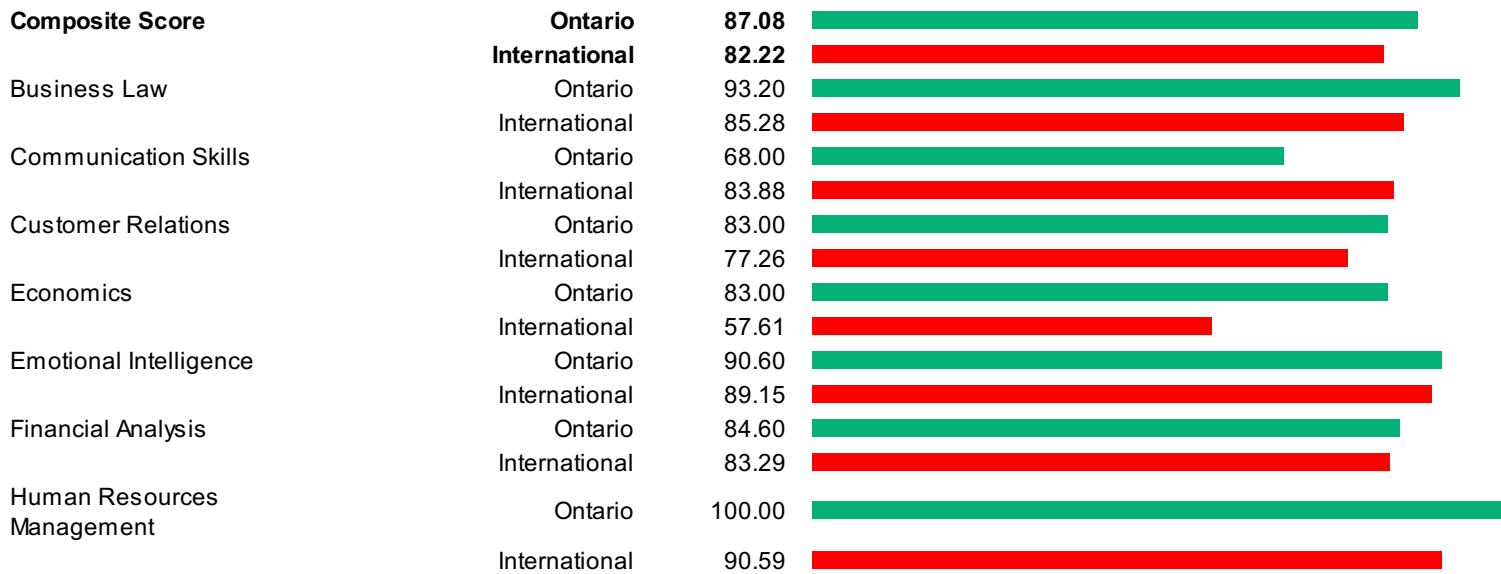 Composite Score Ontario 87.08
International 82.22
Business Law Ontario 93.20
International 85.28
Communication Skills Ontario 68.00
International 83.88
Customer Relations Ontario 83.00
International 77.26
Economics Ontario 83.00
International 57.61
Emotional Intelligence Ontario 90.60
International 89.15
Financial Analysis Ontario 84.60
International 83.29
Human Resources
Management Ontario 100.00
International 90.59